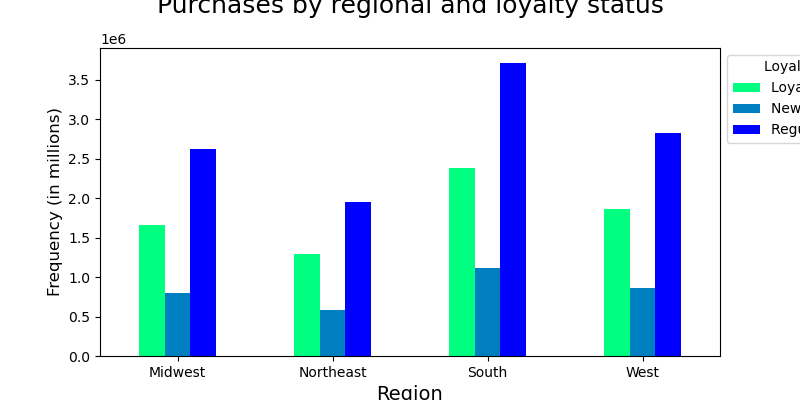 Purchases by regional and loyalty status
1e6
3.5
3.0
2.5
2.0
1.5
1.0
0.5
0.0
Frequency (in millions)
Midwest
Northeast
South
West
Region
Loyal
Loya
New
Regu